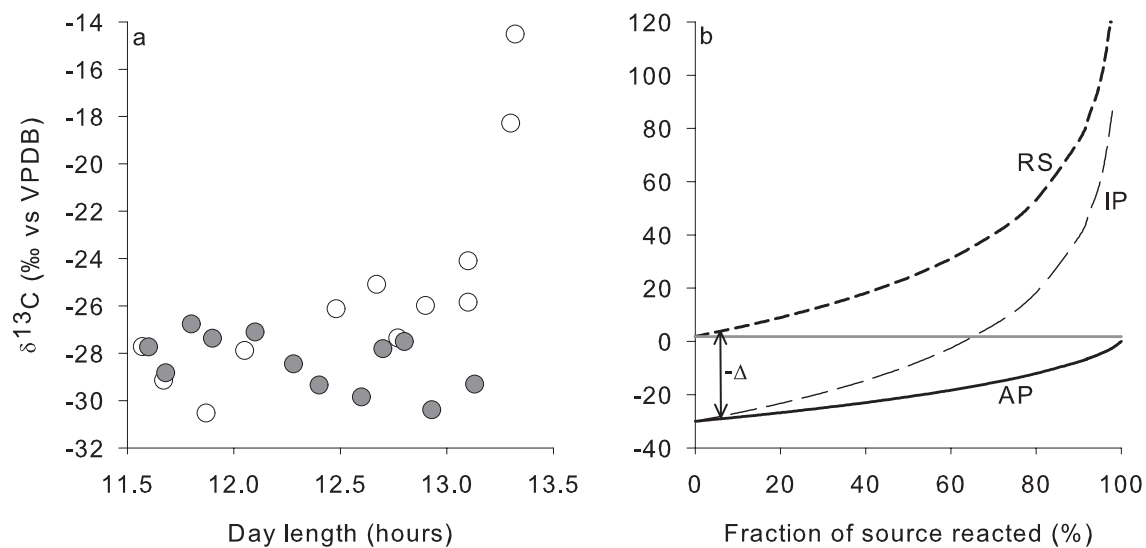 a
-14
-16
-18
-20
-22
-24
-26
-28
-30
-32
δ13C (‰ vs VPDB)
11.5 12.0 12.5 13.0 13.5
Day length (hours)
b
120
100
80
60
40
20
0
-20
-40
RS
IP
-Δ
AP
0 20 40 60 80 100
Fraction of source reacted (%)